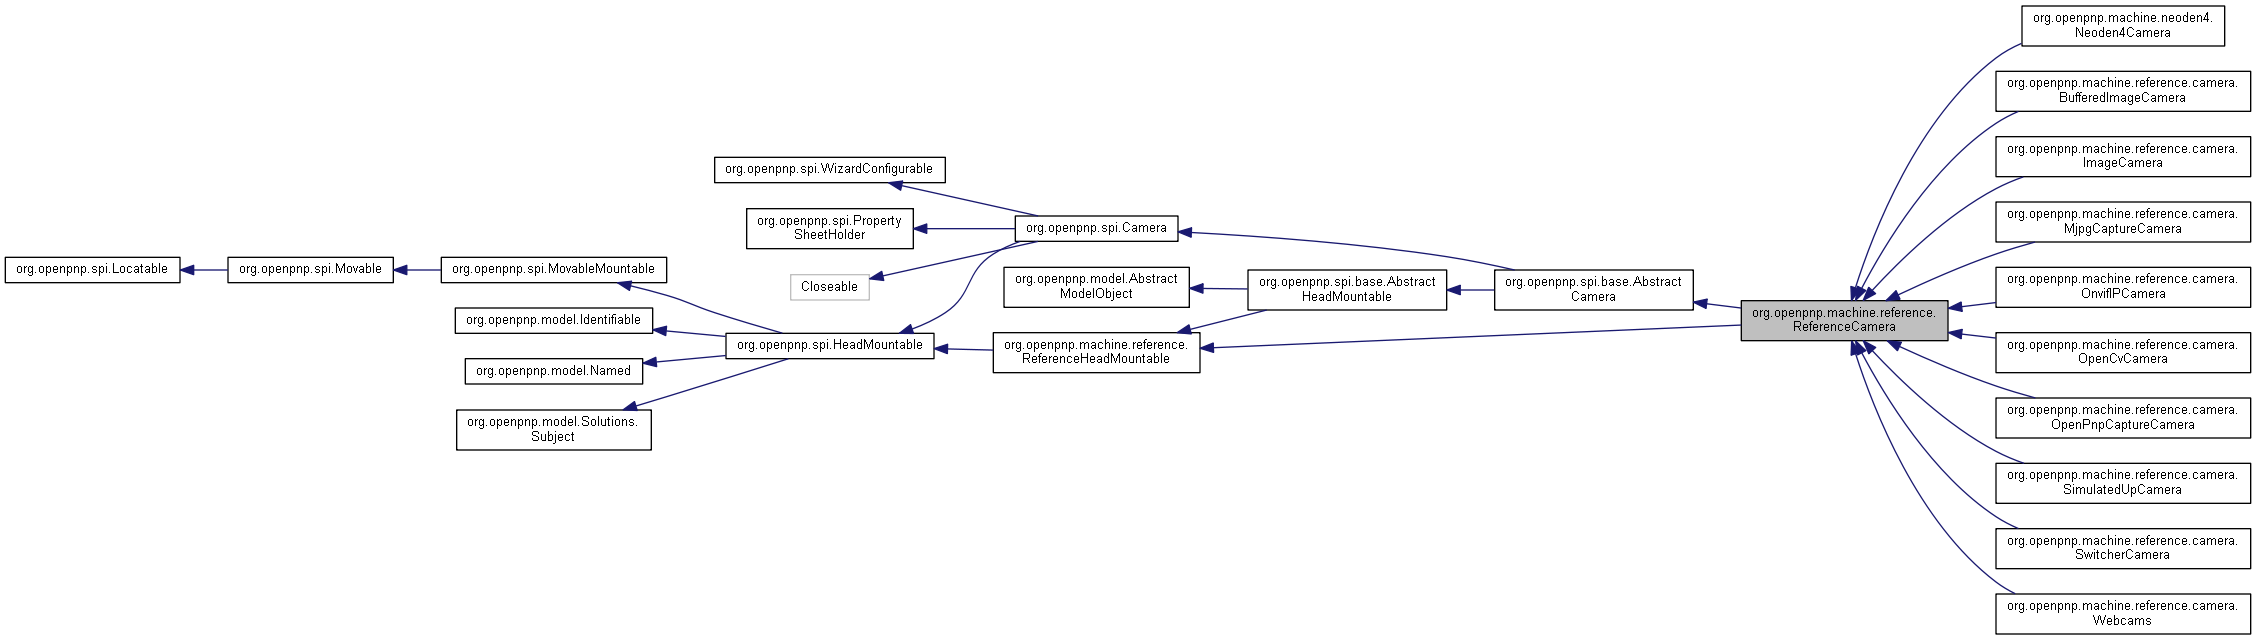 org.openpnp.machine.neoden4.
Neoden4Camera
org.openpnp.machine.reference.camera.
BufferedImageCamera
org.openpnp.machine.reference.camera.
ImageCamera
org.openpnp.spi.WizardConfigurable
org.openpnp.machine.reference.camera.
MjpgCaptureCamera
org.openpnp.spi.Property
SheetHolder
org.openpnp.spi.Camera
org.openpnp.spi.Locatable
org.openpnp.spi.Movable
org.openpnp.spi.MovableMountable
Closeable
org.openpnp.model.Abstract
ModelObject
org.openpnp.spi.base.Abstract
HeadMountable
org.openpnp.spi.base.Abstract
Camera
org.openpnp.machine.reference.camera.
OnvifIPCamera
org.openpnp.model.Identifiable
org.openpnp.machine.reference.
ReferenceCamera
org.openpnp.spi.HeadMountable
org.openpnp.machine.reference.
ReferenceHeadMountable
org.openpnp.machine.reference.camera.
OpenCvCamera
org.openpnp.model.Named
org.openpnp.model.Solutions.
Subject
org.openpnp.machine.reference.camera.
OpenPnpCaptureCamera
org.openpnp.machine.reference.camera.
SimulatedUpCamera
org.openpnp.machine.reference.camera.
SwitcherCamera
org.openpnp.machine.reference.camera.
Webcams